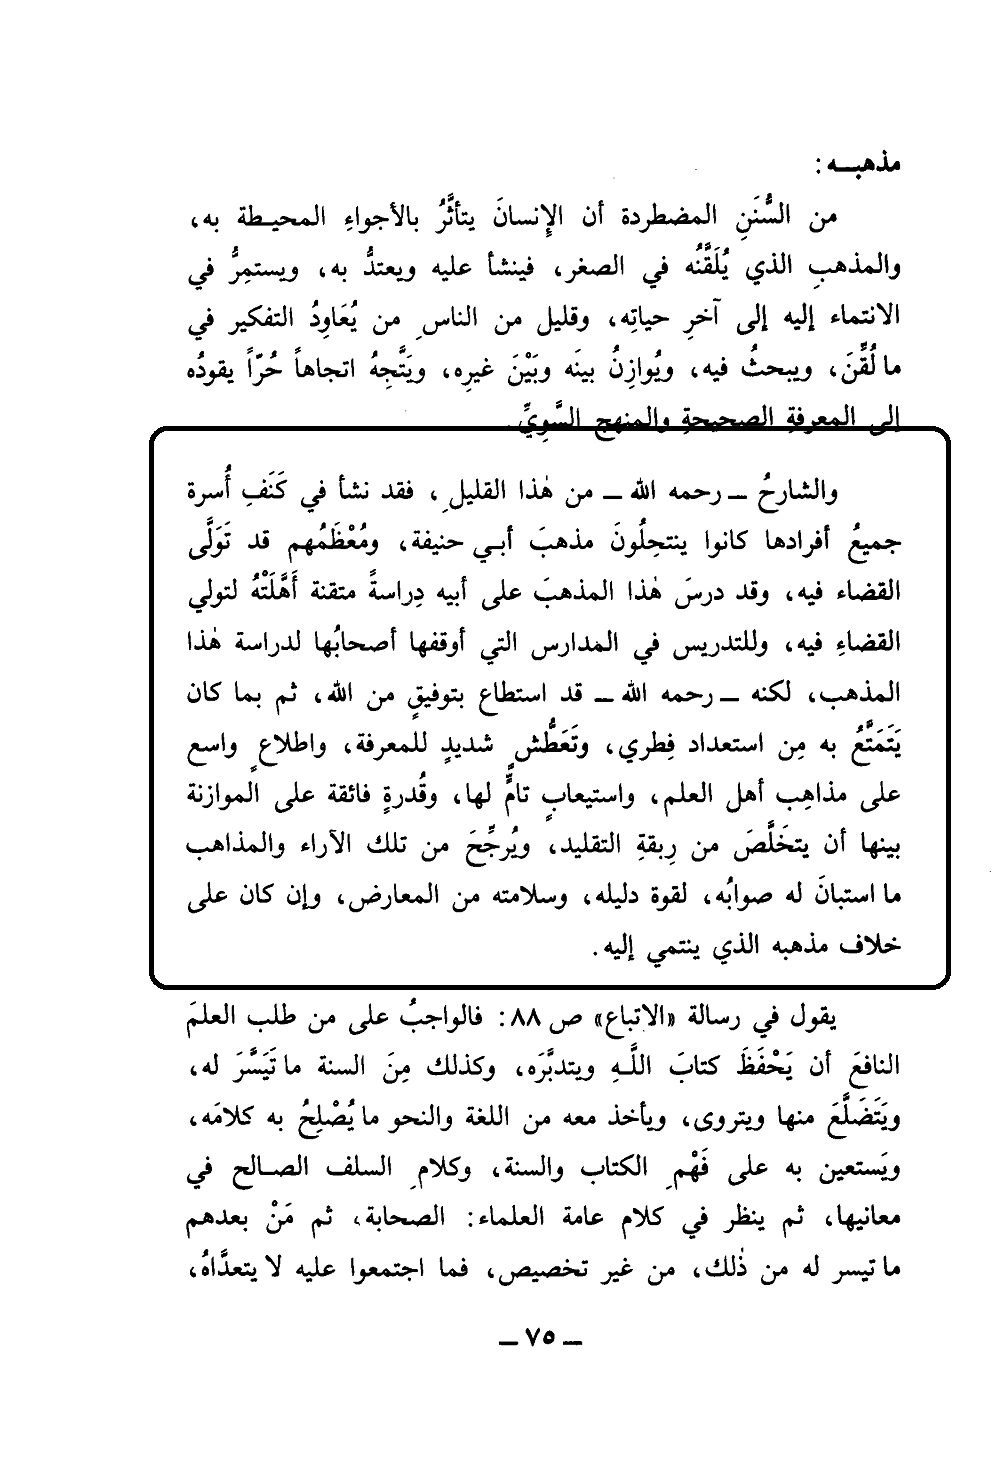 مذهبــه :
من السُّنَنِ المضطردة أن الإنسانَ يتأثَّرُ بالأجواءِ المحيـطة به،
والمذهبِ الذي يُلَقَّنُه في الصغر، فينشأ عليه ويعتدُّ به، ويستمِرُّ في
الانتماء إليه إلى آخرِ حياتِه، وقليل من الناسِ من يُعَاوِدُ التفكير في
ما لُقِّنَ، ويبحثُ فيه، ويُوازِنُ بينَه وبَيْنَ غيرِه، ويَتَّجِهُ اتجاهاً حُرّاً يقودُه
إلى المعرفةِ الصحيحةِ والمنهج السَّوِيِّ.
والشارحُ ــ رحمه الله ــ من هٰذا القليلِ، فقد نشأ في كَنَفِ أُسرة
جميعُ أفرادها كانوا ينتحِلُونَ مذهبَ أبـي حنيفة، ومُعْظَمُهم قد تَوَلَّى
القضاء فيه، وقد درسَ هٰذا المذهبَ على أبيه دِراسةً متقنة أَهَّلَتْهُ لتولي
القضاءِ فيه، وللتدريس في المدارس التي أوقفها أصحابُها لدراسة هٰذا
المذهب، لكنه ــ رحمه الله ــ قد استطاع بتوفيقٍ من الله، ثم بما كان
يَتَمَتَّعُ به مِن استعداد فِطري، وتَعَطُّشٍ شديدٍ للمعرفة، واطلاعٍ واسع
على مذاهِب أهل العلم، واستيعابٍ تامٍّ لها، وقُدرةٍ فائقة على الموازنة
بينها أن يتخَلَّصَ من رِبقةِ التقليد، ويُرجِّحَ من تلك الآراء والمذاهب
ما استبانَ له صوابُه، لقوة دليله، وسلامته من المعارض، وإن كان على
خلاف مذهبه الذي ينتمي إليه.
يقول في رسالة «الاتباع» ص ٨٨: فالواجبُ على من طلب العلمَ
النافعَ أن يَحْفَظَ كتابَ اللَّـهِ ويتدبَّرَه، وكذلك مِنَ السنة ما تَيَسَّرَ له،
ويَتَضَلَّعَ منها ويتروى، ويأخذ معه من اللغة والنحو ما يُصْلِحُ به كلامَه،
ويَستعين به على فَهْمِ الكتاب والسنة، وكلامِ السلف الصـالح في
معانيها، ثم ينظر في كلام عامة العلماء: الصحابة، ثم مَنْ بعدهم
ما تيسر له من ذٰلك، من غير تخصيص، فما اجتمعوا عليه لا يتعدَّاهُ،
ــ ٧٥ ــ